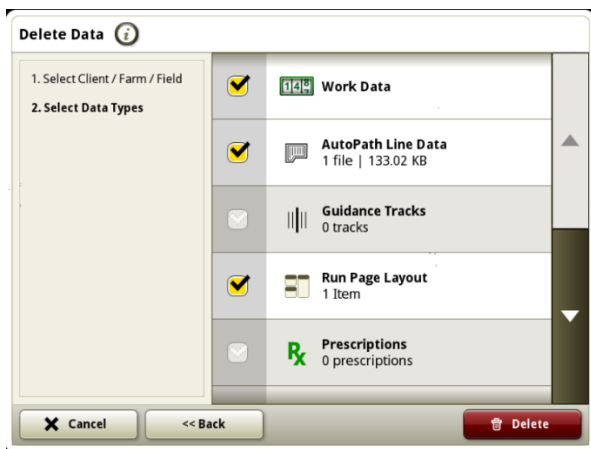 Delete Data i
1. Select Client / Farm / Field
2. Select Data Types
Work Data
AutoPath Line Data
1 file | 133.02 KB
Guidance Tracks
0 tracks
Run Page Layout
1 Item
Rx Prescriptions
0 prescriptions
Cancel
<< Back
Delete